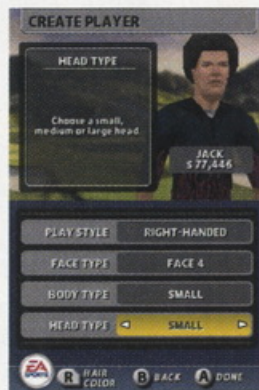 CREATE PLAYER
HEAD TYPE
Choose a small,
medium or large head.
JACK
$77,446
PLAY STYLE RIGHT-HANDED
FACE TYPE FACE 4
BODY TYPE SMALL
HEAD TYPE SMALL
EA SPORTS R HAIR COLOR B BACK A DONE